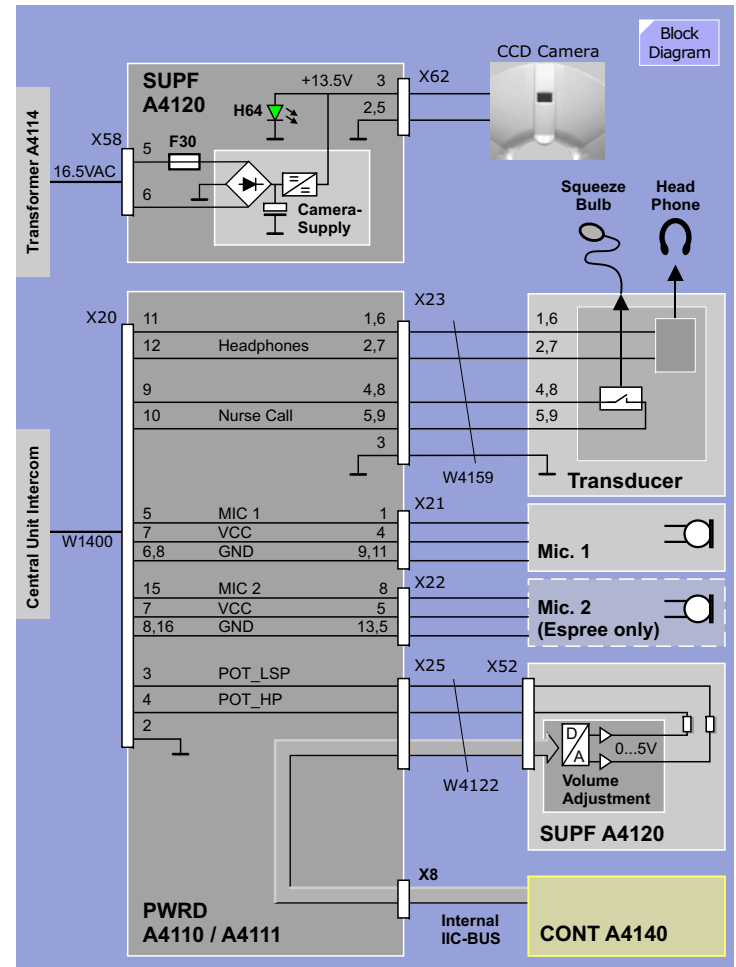 Block
Diagram
CCD Camera
SUPF
A4120
+13.5V 3
X62
H64
2,5
Transformer A4114
X58
16.5VAC
5
F30
6
Camera-
Supply
Squeeze
Bulb
Head
Phone
X20
X23
11 1,6 1,6
12 Headphones 2,7 2,7
9 4,8 4,8
10 Nurse Call 5,9 5,9
3
W4159
Transducer
Central Unit Intercom
W1400
X21
5 MIC 1 1
7 VCC 4
6,8 GND 9,11
Mic. 1
X22
15 MIC 2 8
7 VCC 5
8,16 GND 13,5
Mic. 2
(Espree only)
X25 X52
3 POT_LSP
4 POT_HP
2
D
A
0...5V
W4122
Volume
Adjustment
SUPF A4120
X8
PWRD
A4110 / A4111
Internal
IIC-BUS
CONT A4140